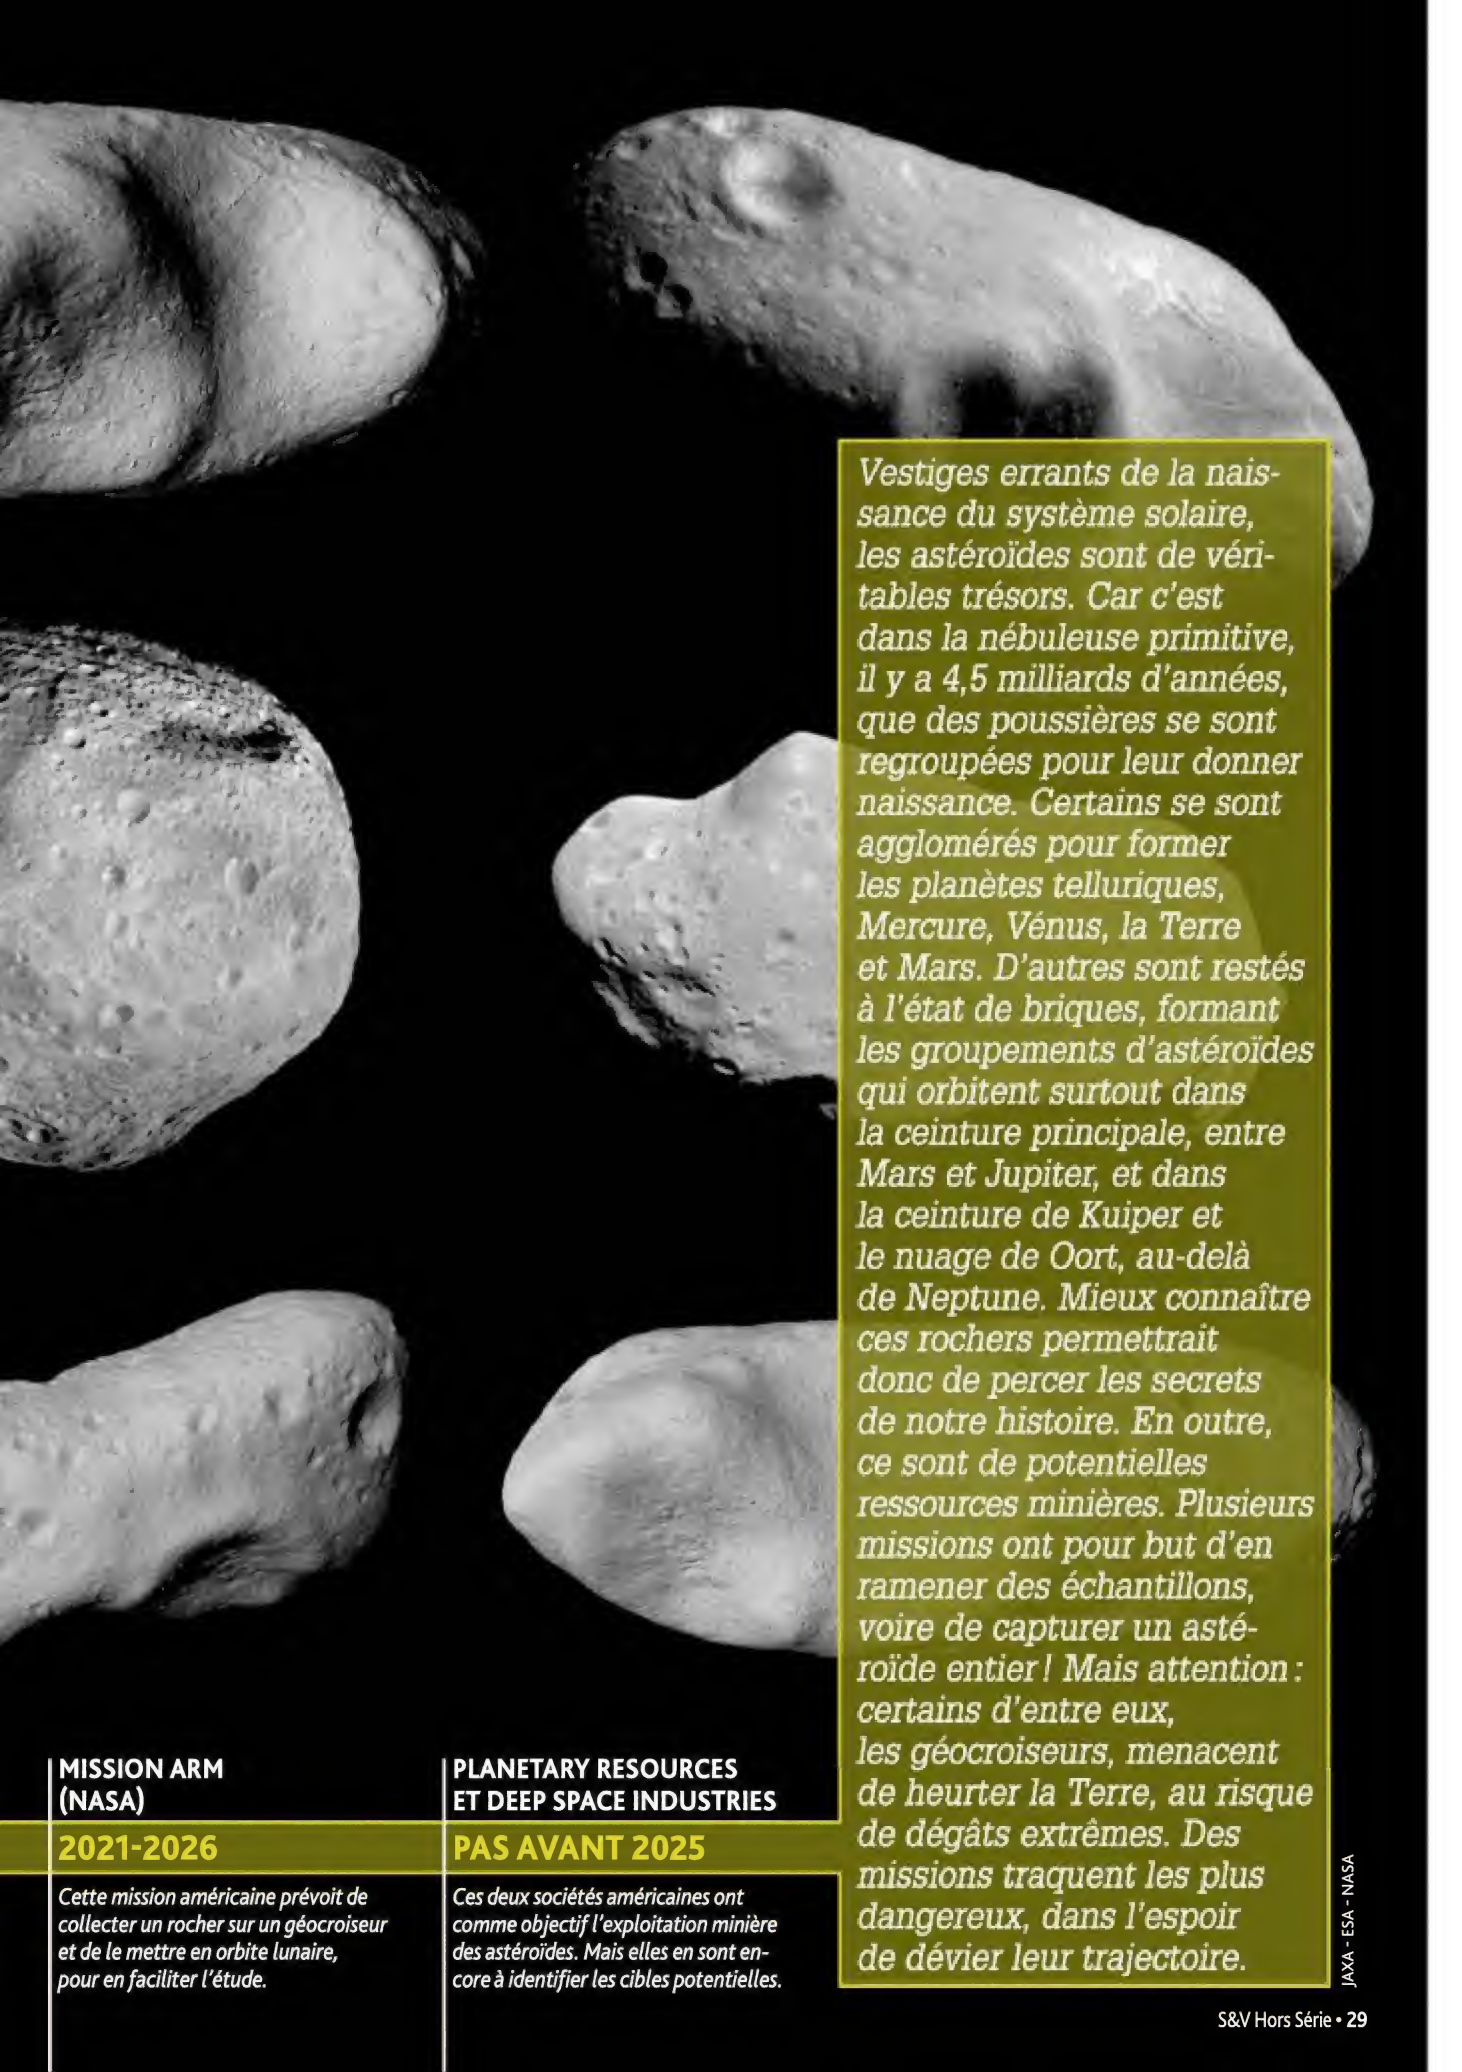 Vestiges errants de la nais-
sance du système solaire,
les astéroïdes sont de véri-
tables trésors. Car c'est
dans la nébuleuse primitive,
il y a 4,5 milliards d'années,
que des poussières se sont
regroupées pour leur donner
naissance. Certains se sont
agglomérés pour former
les planètes telluriques,
Mercure, Vénus, la Terre
et Mars. D'autres sont restés
à l'état de briques, formant
les groupements d'astéroïdes
qui orbitent surtout dans
la ceinture principale, entre
Mars et Jupiter, et dans
la ceinture de Kuiper et
le nuage de Oort, au-delà
de Neptune. Mieux connaître
ces rochers permettrait
donc de percer les secrets
de notre histoire. En outre,
ce sont de potentielles
ressources minières. Plusieurs
missions ont pour but d'en
ramener des échantillons,
voire de capturer un asté-
roïde entier ! Mais attention :
certains d'entre eux,
les géocroiseurs, menacent
de heurter la Terre, au risque
de dégâts extrêmes. Des
missions traquent les plus
dangereux, dans l'espoir
de dévier leur trajectoire.
MISSION ARM
(NASA)
2021-2026
Cette mission américaine prévoit de
collecter un rocher sur un géocroiseur
et de le mettre en orbite lunaire,
pour en faciliter l'étude.
PLANETARY RESOURCES
ET DEEP SPACE INDUSTRIES
PAS AVANT 2025
Ces deux sociétés américaines ont
comme objectif l'exploitation minière
des astéroïdes. Mais elles en sont en-
core à identifier les cibles potentielles.
JAXA - ESA - NASA
S&V Hors Série • 29